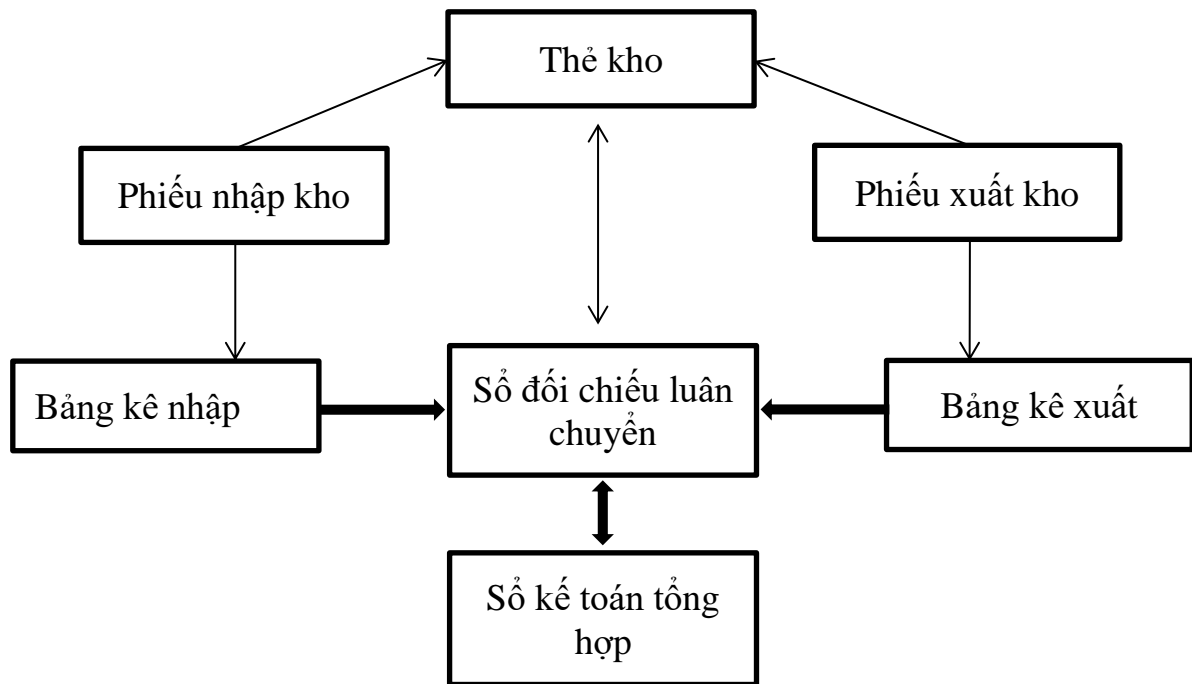 Thẻ kho
Phiếu nhập kho
Phiếu xuất kho
Bảng kê nhập
Sổ đối chiếu luân
chuyển
Bảng kê xuất
Sổ kế toán tổng
hợp